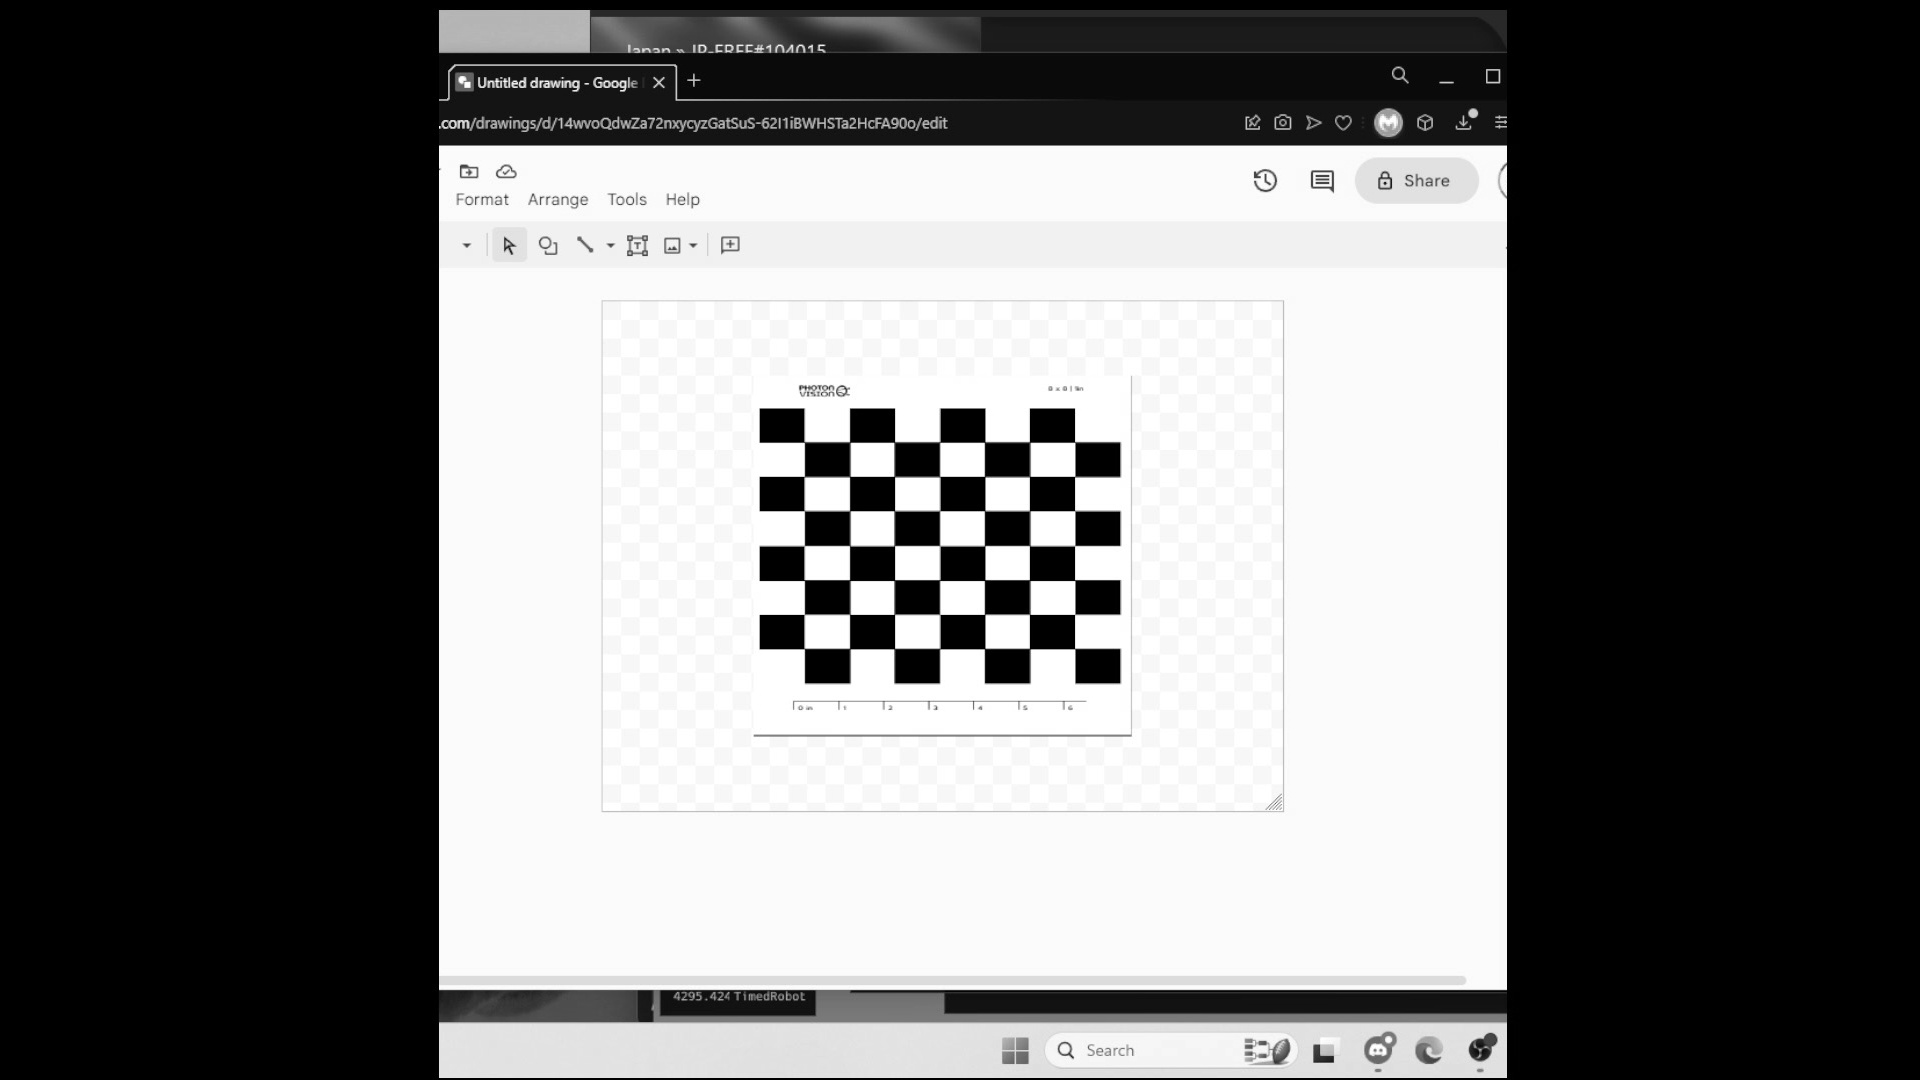 Japan » JP-FREE#104015
Untitled drawing - Google
.com/drawings/d/14wvoQdwZa72nxycyzGatSuS-62I1iBWHSTa2HcFA90o/edit
Share
Format Arrange Tools Help
PHOTON
VISION
8 x 8 | 1in
0 in 1 2 3 4 5 6
4295.424 TimedRobot
Search